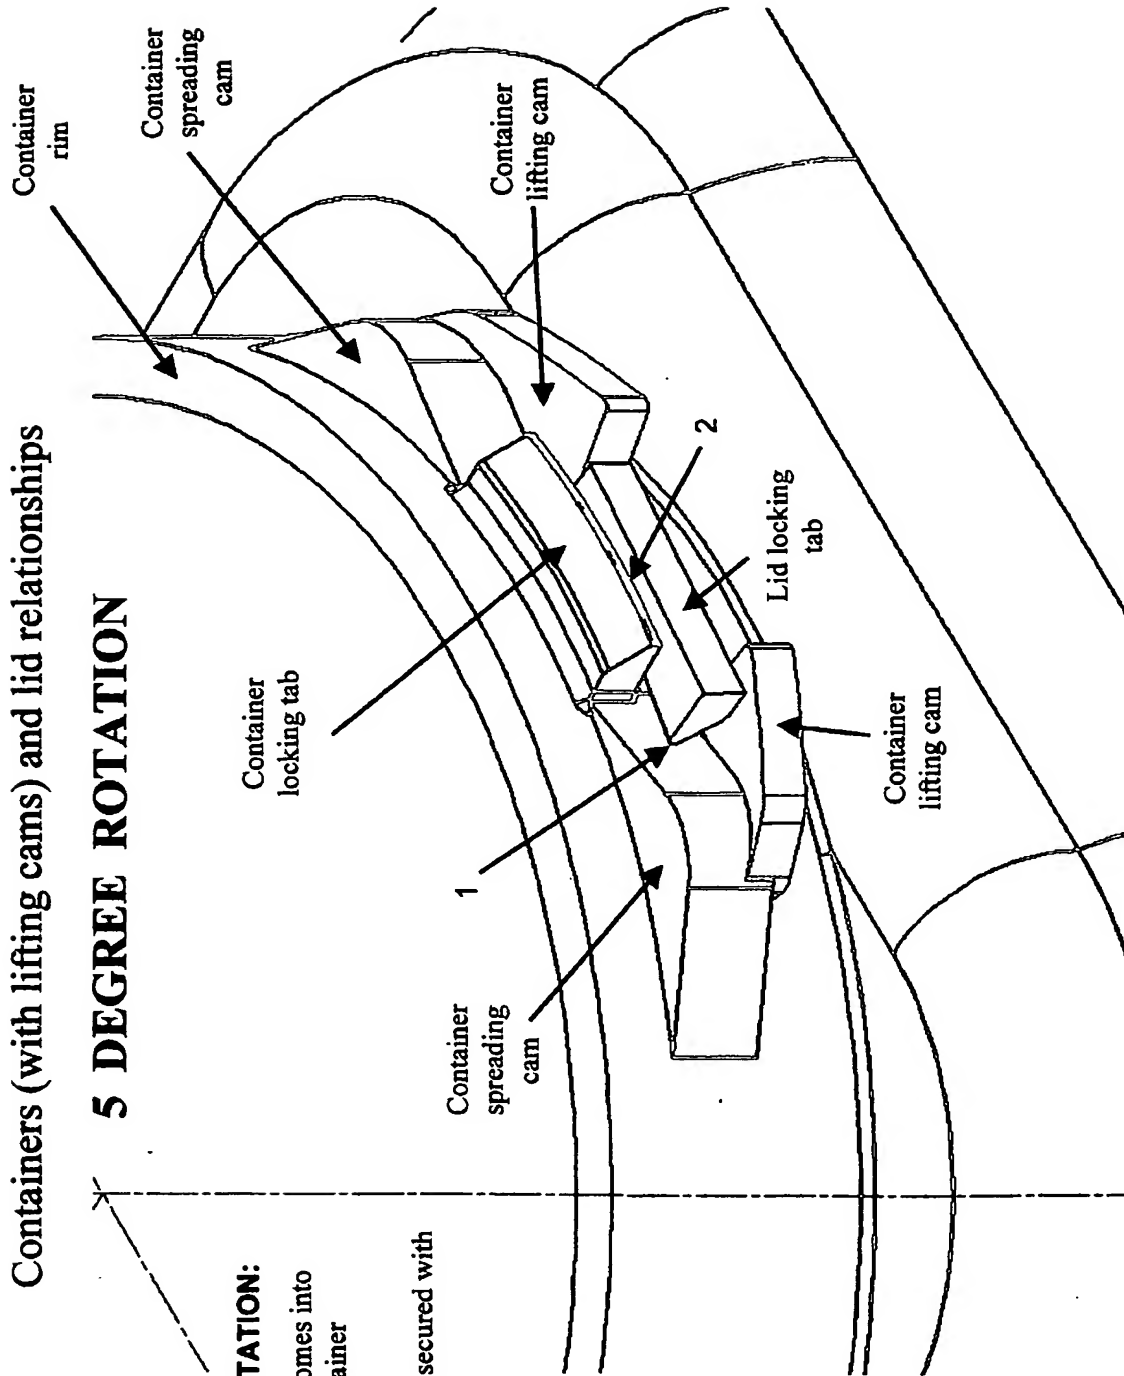 Containers (with lifting cams) and lid relationships
5 DEGREE ROTATION
TATION:
omes into
ainer
secured with
Container
rim
Container
spreading
cam
Container
locking tab
Container
lifting cam
1
2
Container
spreading
cam
Lid locking
tab
Container
lifting cam